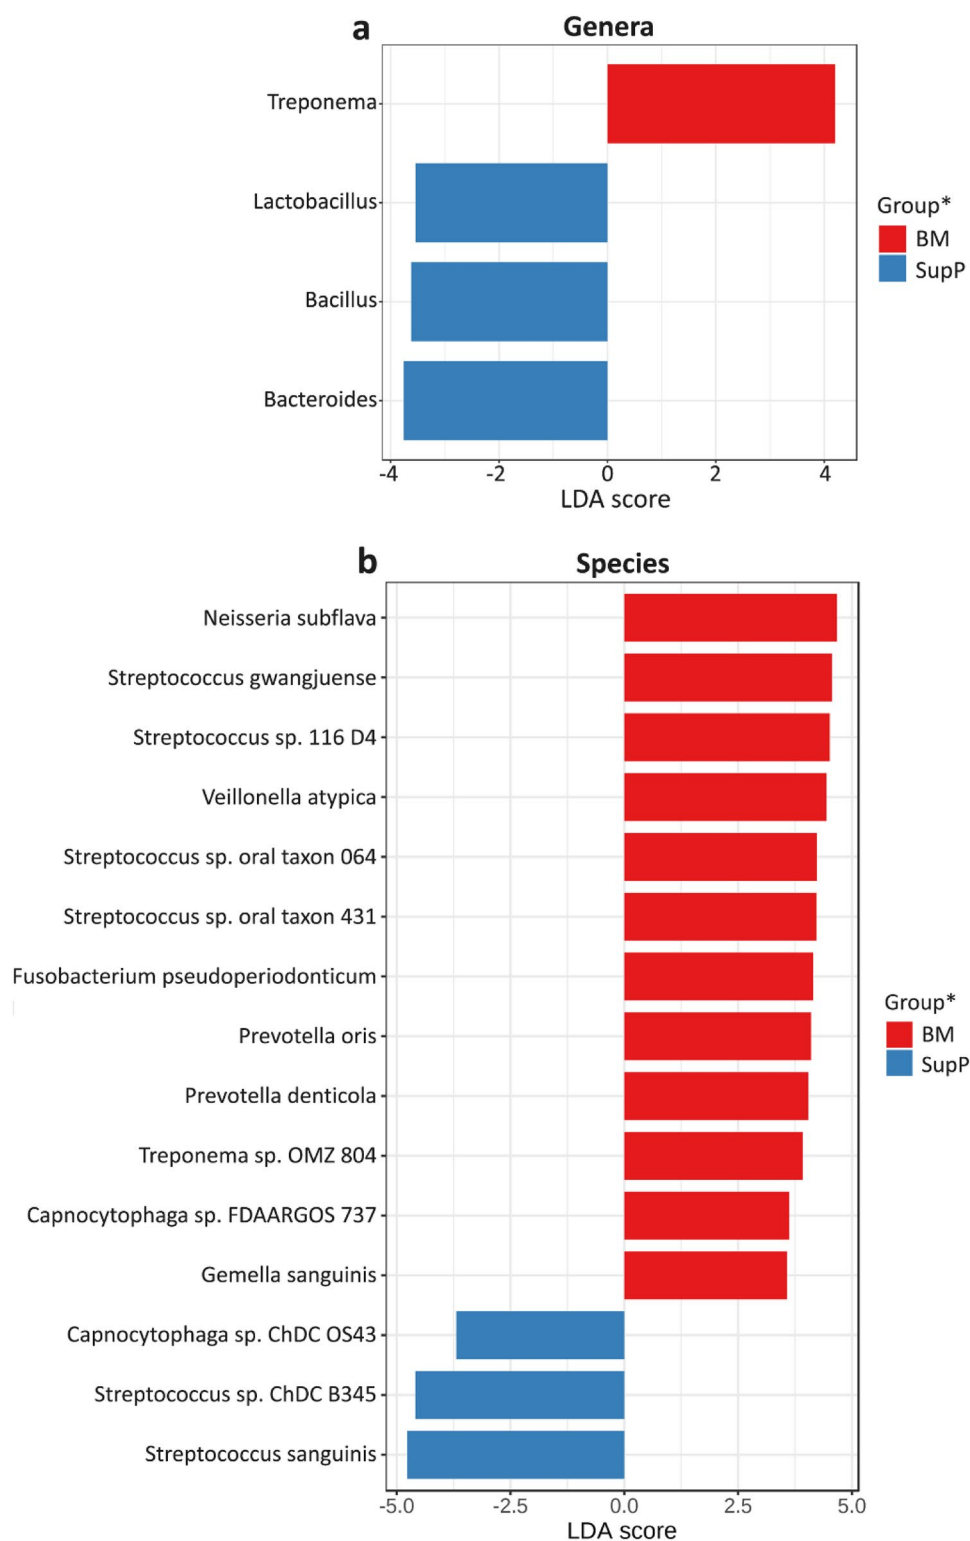 a
Genera
Treponema
Lactobacillus
Bacillus
Bacteroides
-4 -2 0 2 4
LDA score
Group*
BM
SupP
b
Species
Neisseria subflava
Streptococcus gwangjuense
Streptococcus sp. 116 D4
Veillonella atypica
Streptococcus sp. oral taxon 064
Streptococcus sp. oral taxon 431
Fusobacterium pseudoperiodonticum
Prevotella oris
Prevotella denticola
Treponema sp. OMZ 804
Capnocytophaga sp. FDAARGOS 737
Gemella sanguinis
Capnocytophaga sp. ChDC OS43
Streptococcus sp. ChDC B345
Streptococcus sanguinis
-5.0 -2.5 0.0 2.5 5.0
LDA score
Group*
BM
SupP